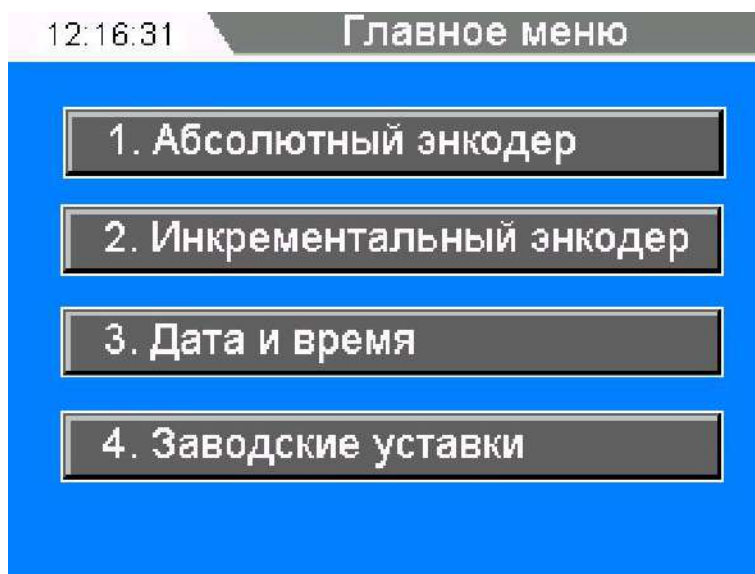 12:16:31
Главное меню
1. Абсолютный энкодер
2. Инкрементальный энкодер
3. Дата и время
4. Заводские уставки